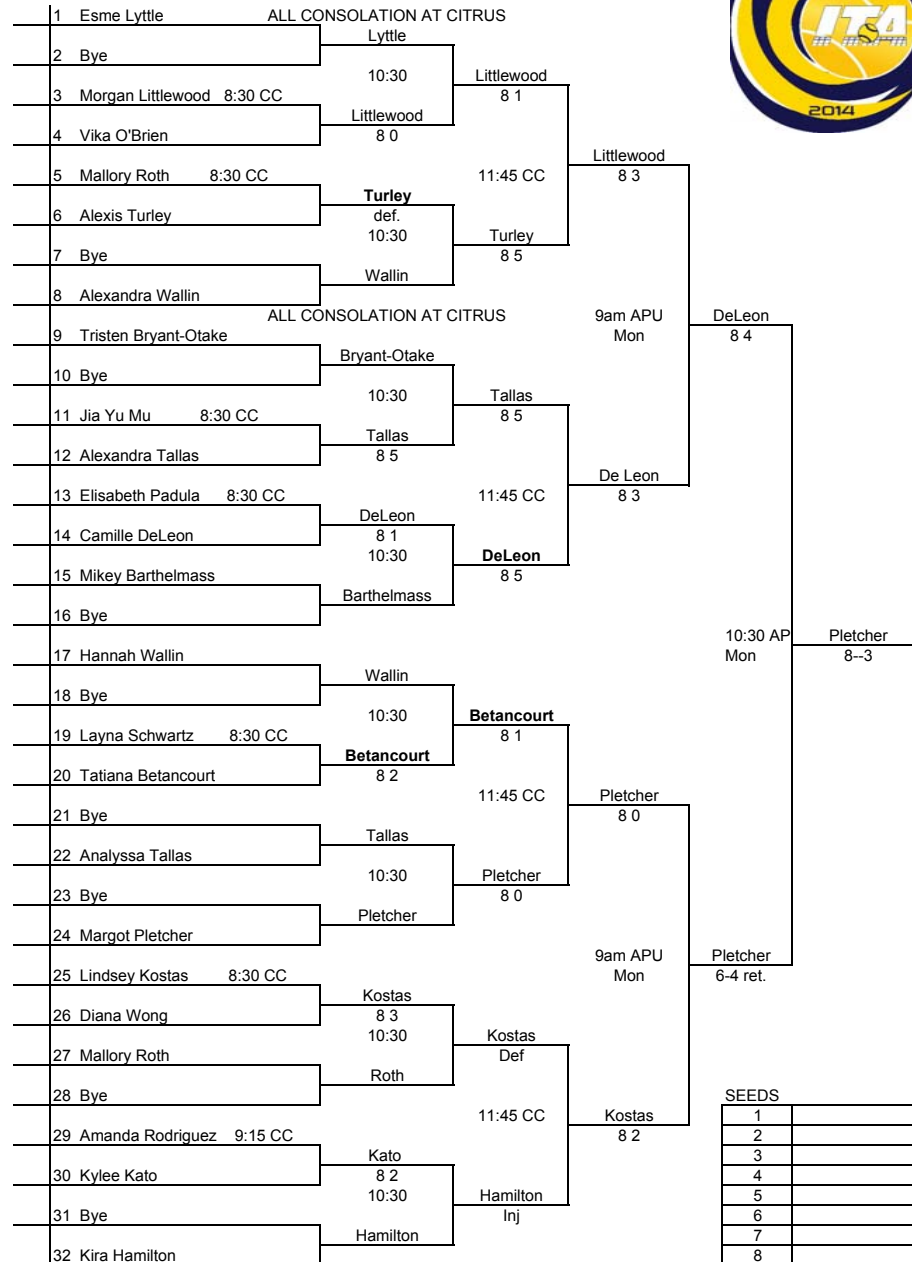 1 Esme Lyttle ALL CONSOLATION AT CITRUS
Lyttle
2 Bye
10:30 Littlewood
3 Morgan Littlewood 8:30 CC 8 1
Littlewood
4 Vika O'Brien 8 0
Littlewood
5 Mallory Roth 8:30 CC 11:45 CC 8 3
Turley
6 Alexis Turley def.
10:30 Turley
7 Bye 8 5
Wallin
8 Alexandra Wallin
ALL CONSOLATION AT CITRUS 9am APU DeLeon
9 Tristen Bryant-Otake Mon 8 4
Bryant-Otake
10 Bye
10:30 Tallas
11 Jia Yu Mu 8:30 CC 8 5
Tallas
12 Alexandra Tallas 8 5
De Leon
13 Elisabeth Padula 8:30 CC 11:45 CC 8 3
DeLeon
14 Camille DeLeon 8 1
10:30 DeLeon
15 Mikey Barthelmass 8 5
Barthelmass
16 Bye
10:30 AP Pletcher
17 Hannah Wallin Mon 8--3
Wallin
18 Bye
10:30 Betancourt
19 Layna Schwartz 8:30 CC 8 1
Betancourt
20 Tatiana Betancourt 8 2
11:45 CC Pletcher
21 Bye 8 0
Tallas
22 Analyssa Tallas
10:30 Pletcher
23 Bye 8 0
Pletcher
24 Margot Pletcher
9am APU Pletcher
25 Lindsey Kostas 8:30 CC Mon 6-4 ret.
Kostas
26 Diana Wong 8 3
10:30 Kostas
27 Mallory Roth Def
Roth
28 Bye SEEDS
11:45 CC Kostas 1
29 Amanda Rodriguez 9:15 CC 8 2 2
Kato 3
30 Kylee Kato 8 2 4
10:30 Hamilton 5
31 Bye Inj 6
Hamilton 7
32 Kira Hamilton 8
ITA
2014